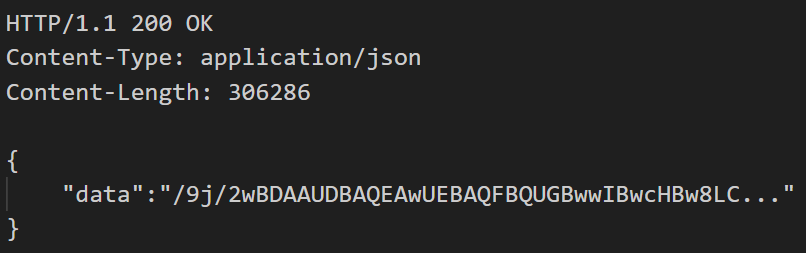 HTTP/1.1 200 OK
Content-Type: application/json
Content-Length: 306286
{
"data":"/9j/2wBDAAUDBAQEAwUEBAQFBQUGBwwIBwcHBw8LC..."
}